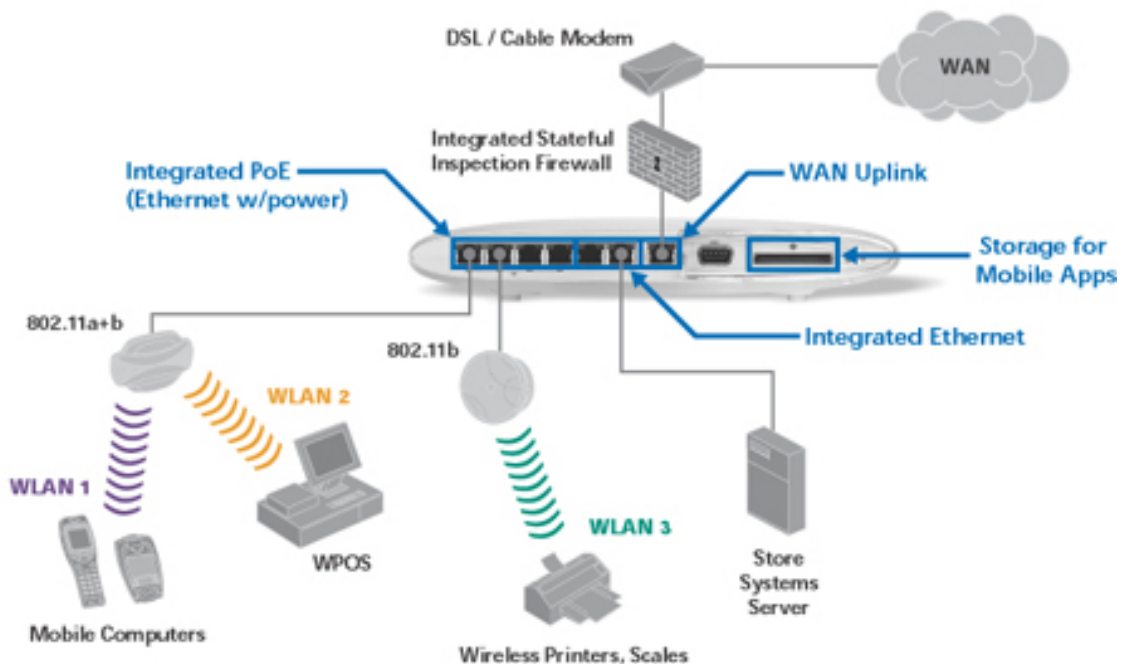 DSL / Cable Modem
WAN
Integrated Stateful
Inspection Firewall
Integrated PoE
(Ethernet w/power)
WAN Uplink
Storage for
Mobile Apps
Integrated Ethernet
802.11a+b
802.11b
WLAN 2
WLAN 1
WLAN 3
WPOS
Store
Systems
Server
Mobile Computers
Wireless Printers, Scales